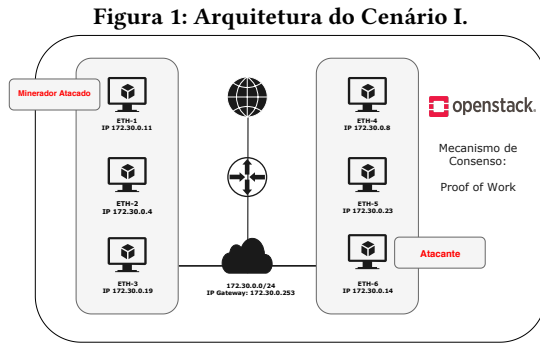 Figura 1: Arquitetura do Cenário I.
Minerador Atacado
ETH-1
IP 172.30.0.11
ETH-2
IP 172.30.0.4
ETH-3
IP 172.30.0.19
172.30.0.0/24
IP Gateway: 172.30.0.253
ETH-4
IP 172.30.0.8
ETH-5
IP 172.30.0.23
ETH-6
IP 172.30.0.14
Atacante
openstack.
Mecanismo de
Consenso:
Proof of Work